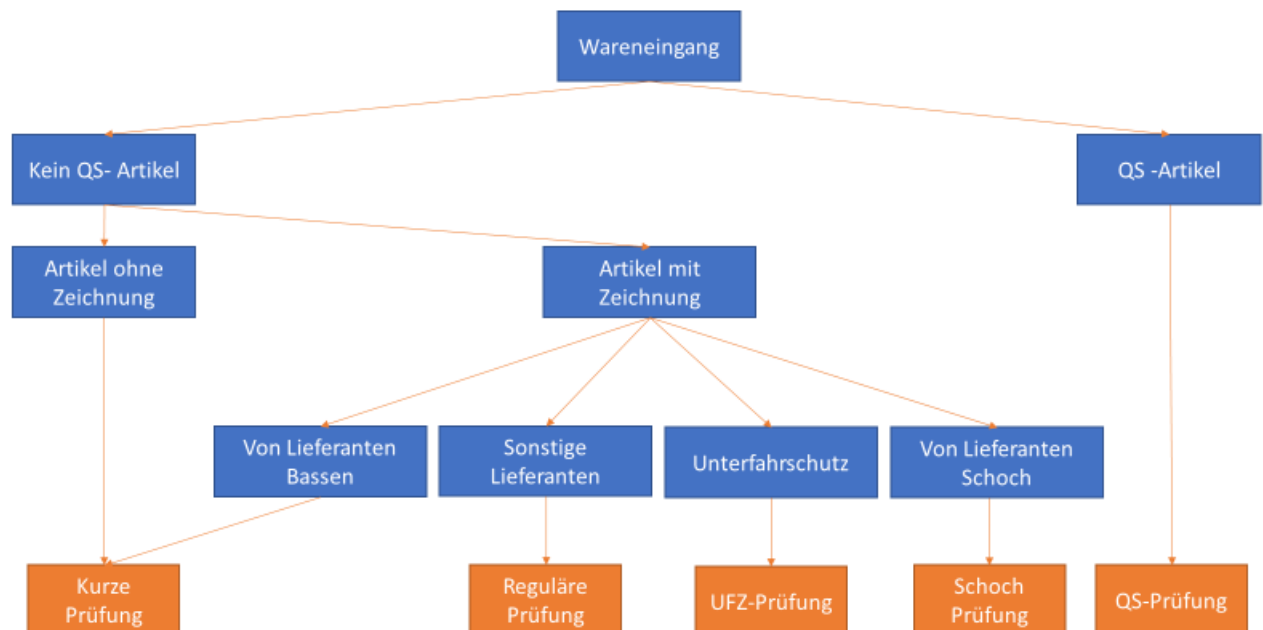 Wareneingang
Kein QS- Artikel
QS -Artikel
Artikel ohne
Zeichnung
Artikel mit
Zeichnung
Von Lieferanten
Bassen
Sonstige
Lieferanten
Unterfahrschutz
Von Lieferanten
Schoch
Kurze
Prüfung
Reguläre
Prüfung
UFZ-Prüfung
Schoch
Prüfung
QS-Prüfung